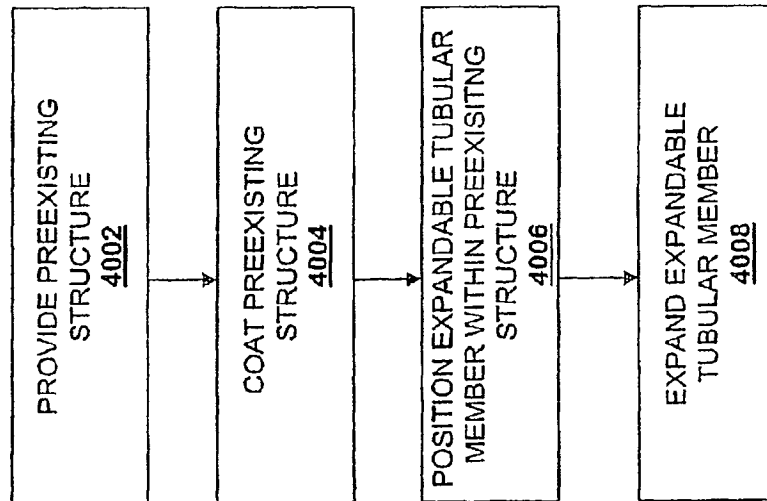 PROVIDE PREEXISTING
STRUCTURE
4002
COAT PREEXISTING
STRUCTURE
4004
POSITION EXPANDABLE TUBULAR
MEMBER WITHIN PREEXISITNG
STRUCTURE
4006
EXPAND EXPANDABLE
TUBULAR MEMBER
4008